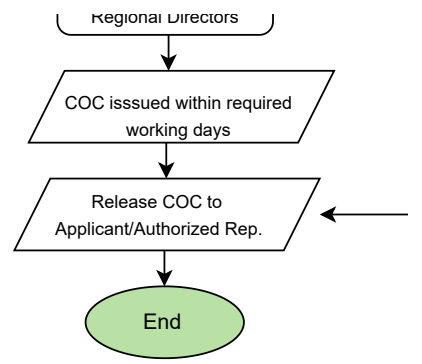 Regional Directors
COC isssued within required
working days
Release COC to
Applicant/Authorized Rep.
End